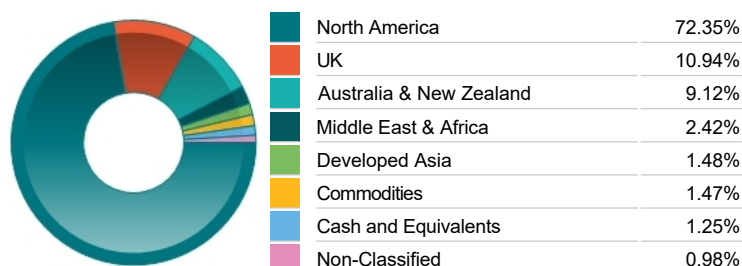 North America 72.35%
UK 10.94%
Australia & New Zealand 9.12%
Middle East & Africa 2.42%
Developed Asia 1.48%
Commodities 1.47%
Cash and Equivalents 1.25%
Non-Classified 0.98%